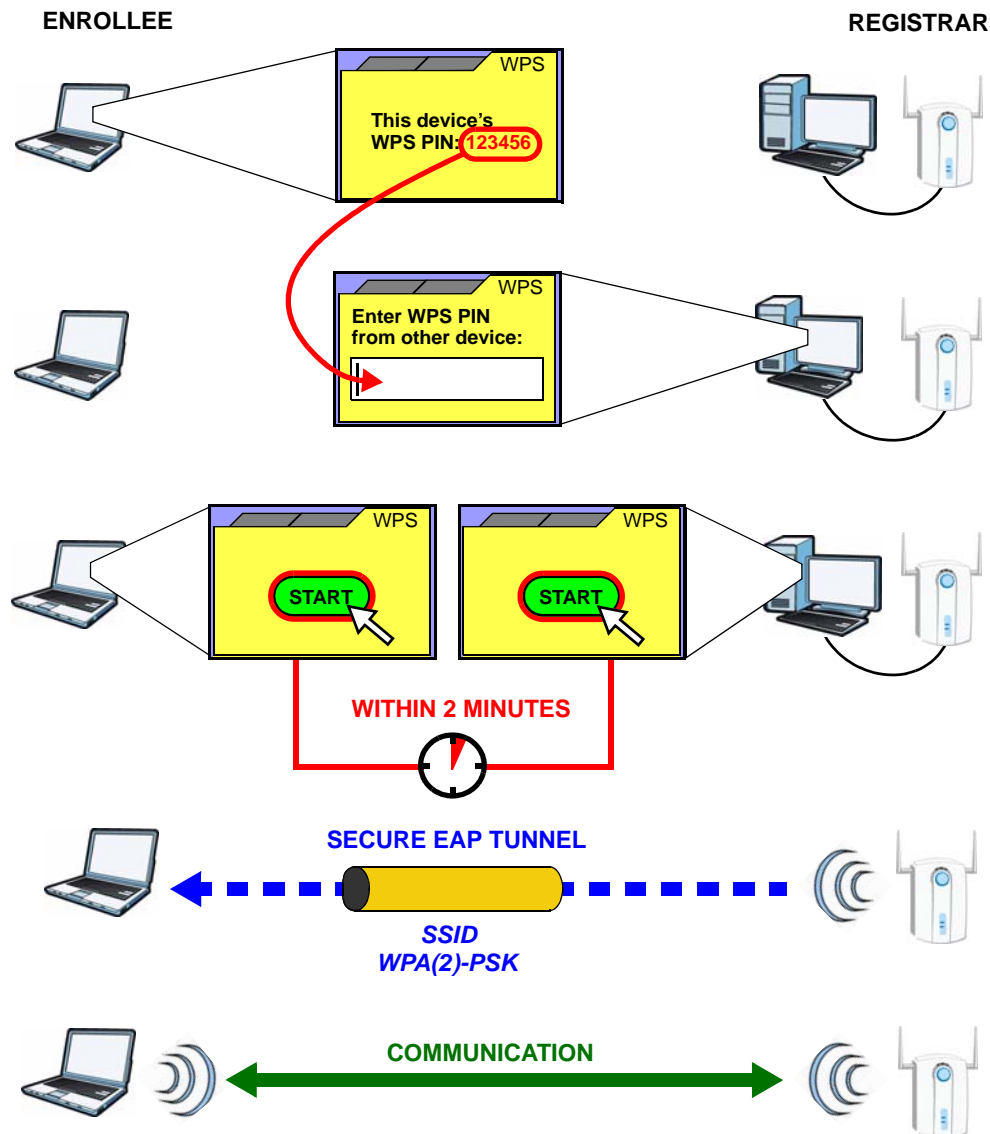 ENROLLEE
REGISTRAR
WPS
This device's
WPS PIN: 123456
WPS
Enter WPS PIN
from other device:
WPS
WPS
START
START
WITHIN 2 MINUTES
SECURE EAP TUNNEL
SSID
WPA(2)-PSK
COMMUNICATION